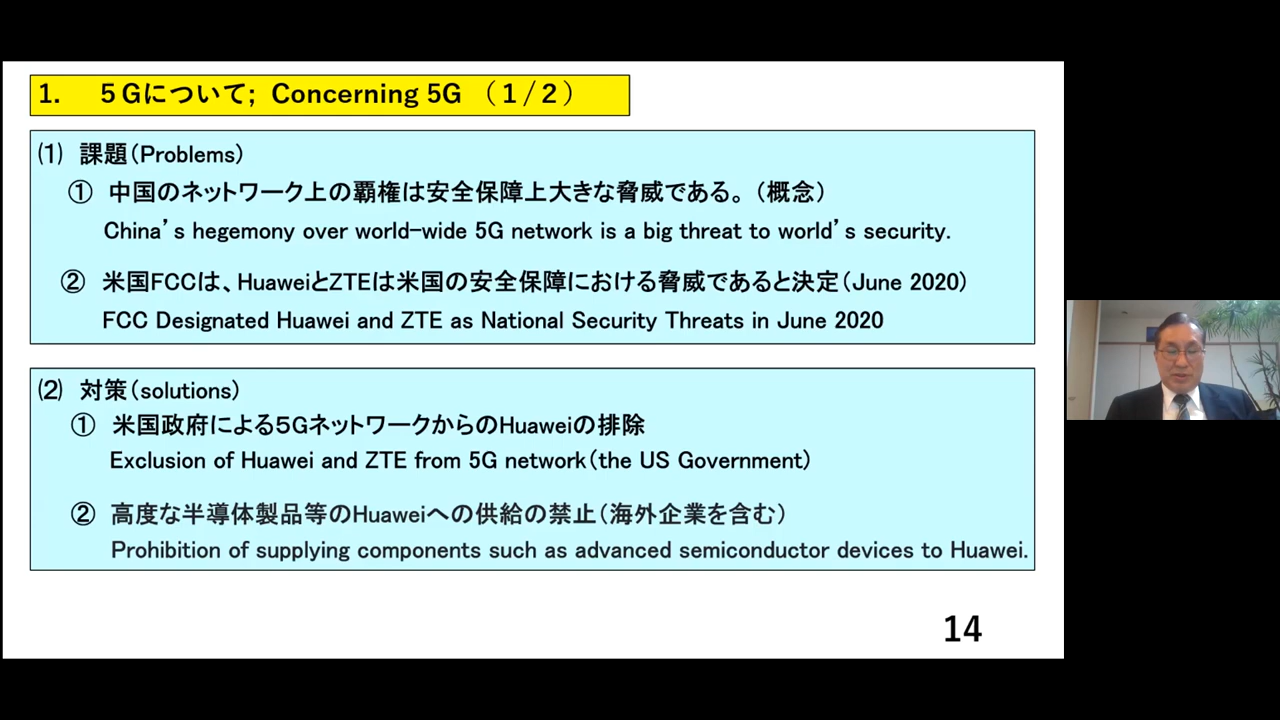 1. 5Gについて; Concerning 5G （1/2）
⑴ 課題（Problems）
① 中国のネットワーク上の覇権は安全保障上大きな脅威である。（概念）
China's hegemony over world-wide 5G network is a big threat to world's security.
② 米国FCCは、HuaweiとZTEは米国の安全保障における脅威であると決定（June 2020）
FCC Designated Huawei and ZTE as National Security Threats in June 2020
⑵ 対策（solutions）
① 米国政府による5GネットワークからのHuaweiの排除
Exclusion of Huawei and ZTE from 5G network（the US Government）
② 高度な半導体製品等のHuaweiへの供給の禁止（海外企業を含む）
Prohibition of supplying components such as advanced semiconductor devices to Huawei.
14